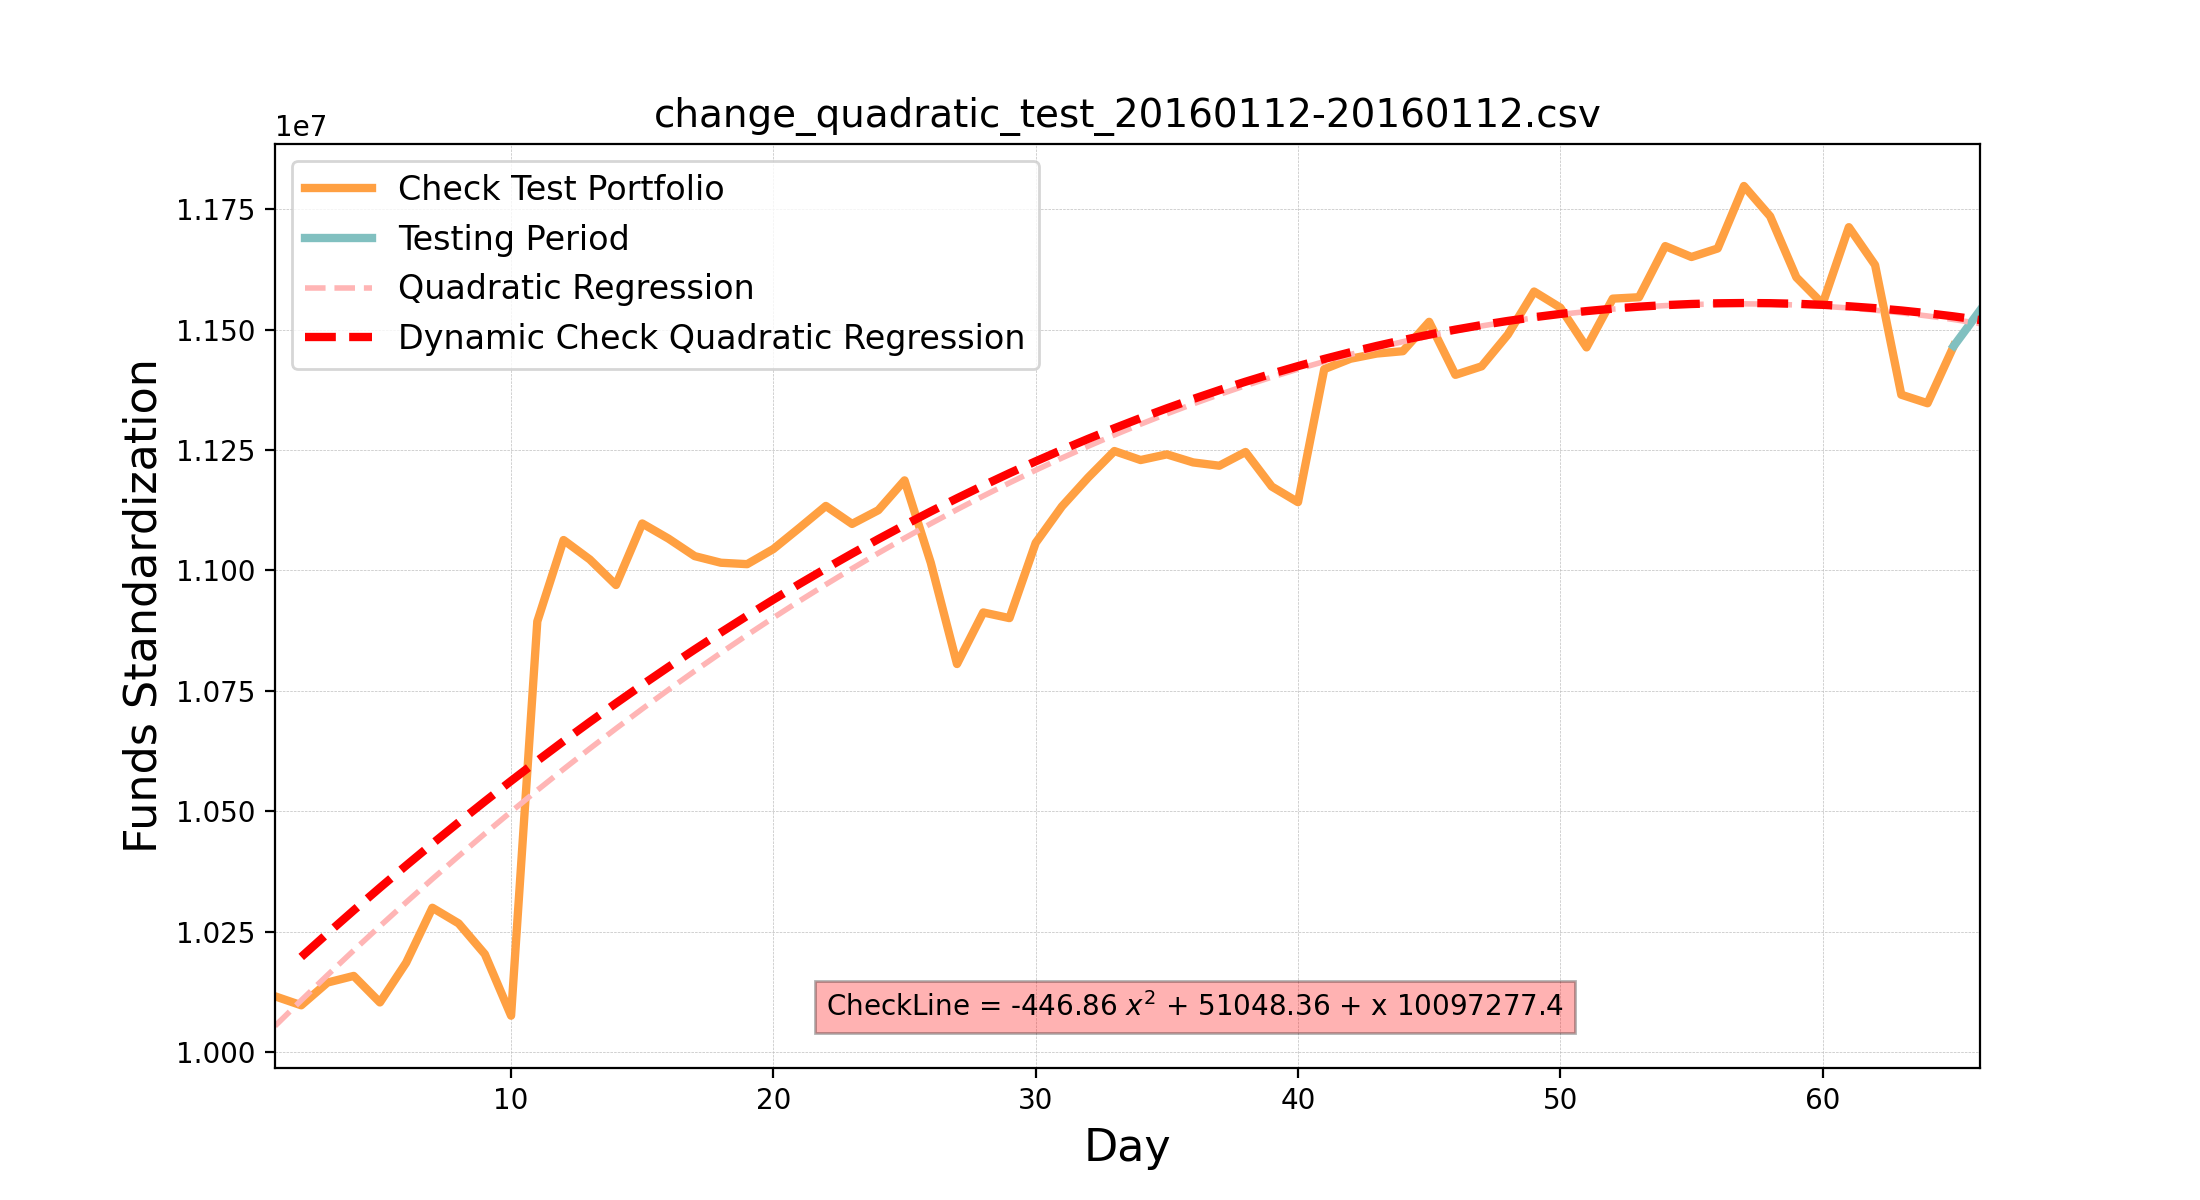 change_quadratic_test_20160112-20160112.csv
1e7
Check Test Portfolio
Testing Period
Quadratic Regression
Dynamic Check Quadratic Regression
1.175
1.150
1.125
1.100
1.075
1.050
1.025
1.000
Funds Standardization
CheckLine = -446.86 x² + 51048.36 + x 10097277.4
10 20 30 40 50 60
Day